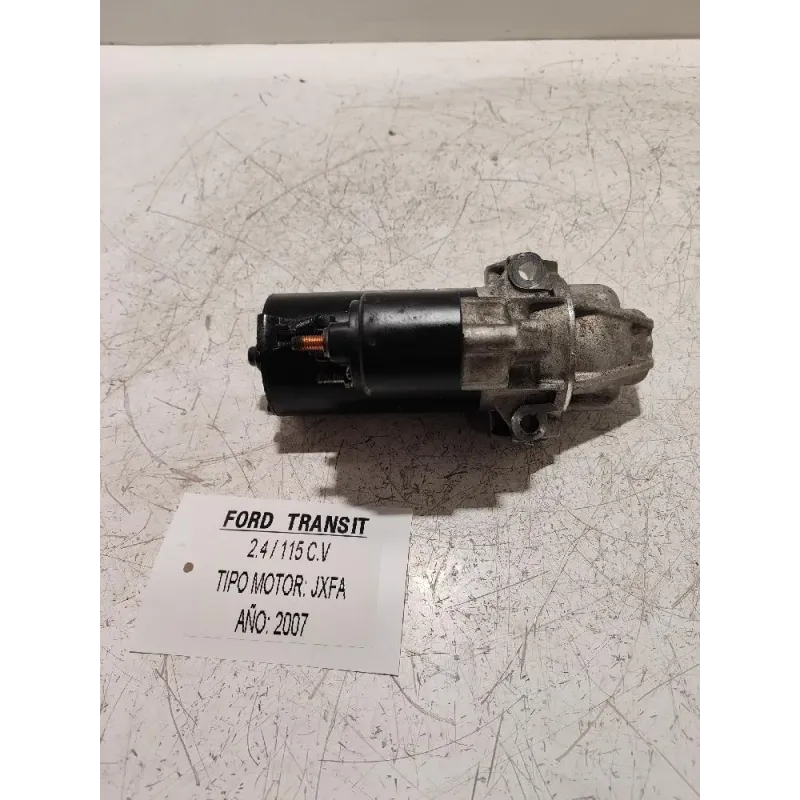 FORD TRANSIT
2.4 / 115 C.V
TIPO MOTOR: JXFA
AÑO: 2007